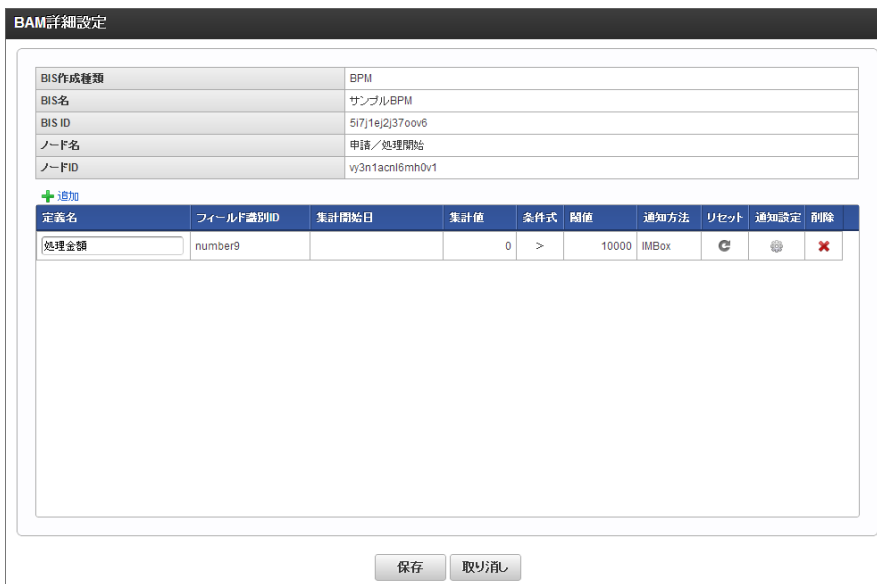 BAM詳細設定
BIS作成種類 BPM
BIS名 サンプルBPM
BIS ID 5i7j1ej2j37oov6
ノード名 申請／処理開始
ノードID vy3n1acnl6mh0v1
追加
定義名 フィールド識別ID 集計開始日 集計値 条件式 閾値 通知方法 リセット 通知設定 削除
処理金額 number9 0 > 10000 IMBox
保存 取り消し